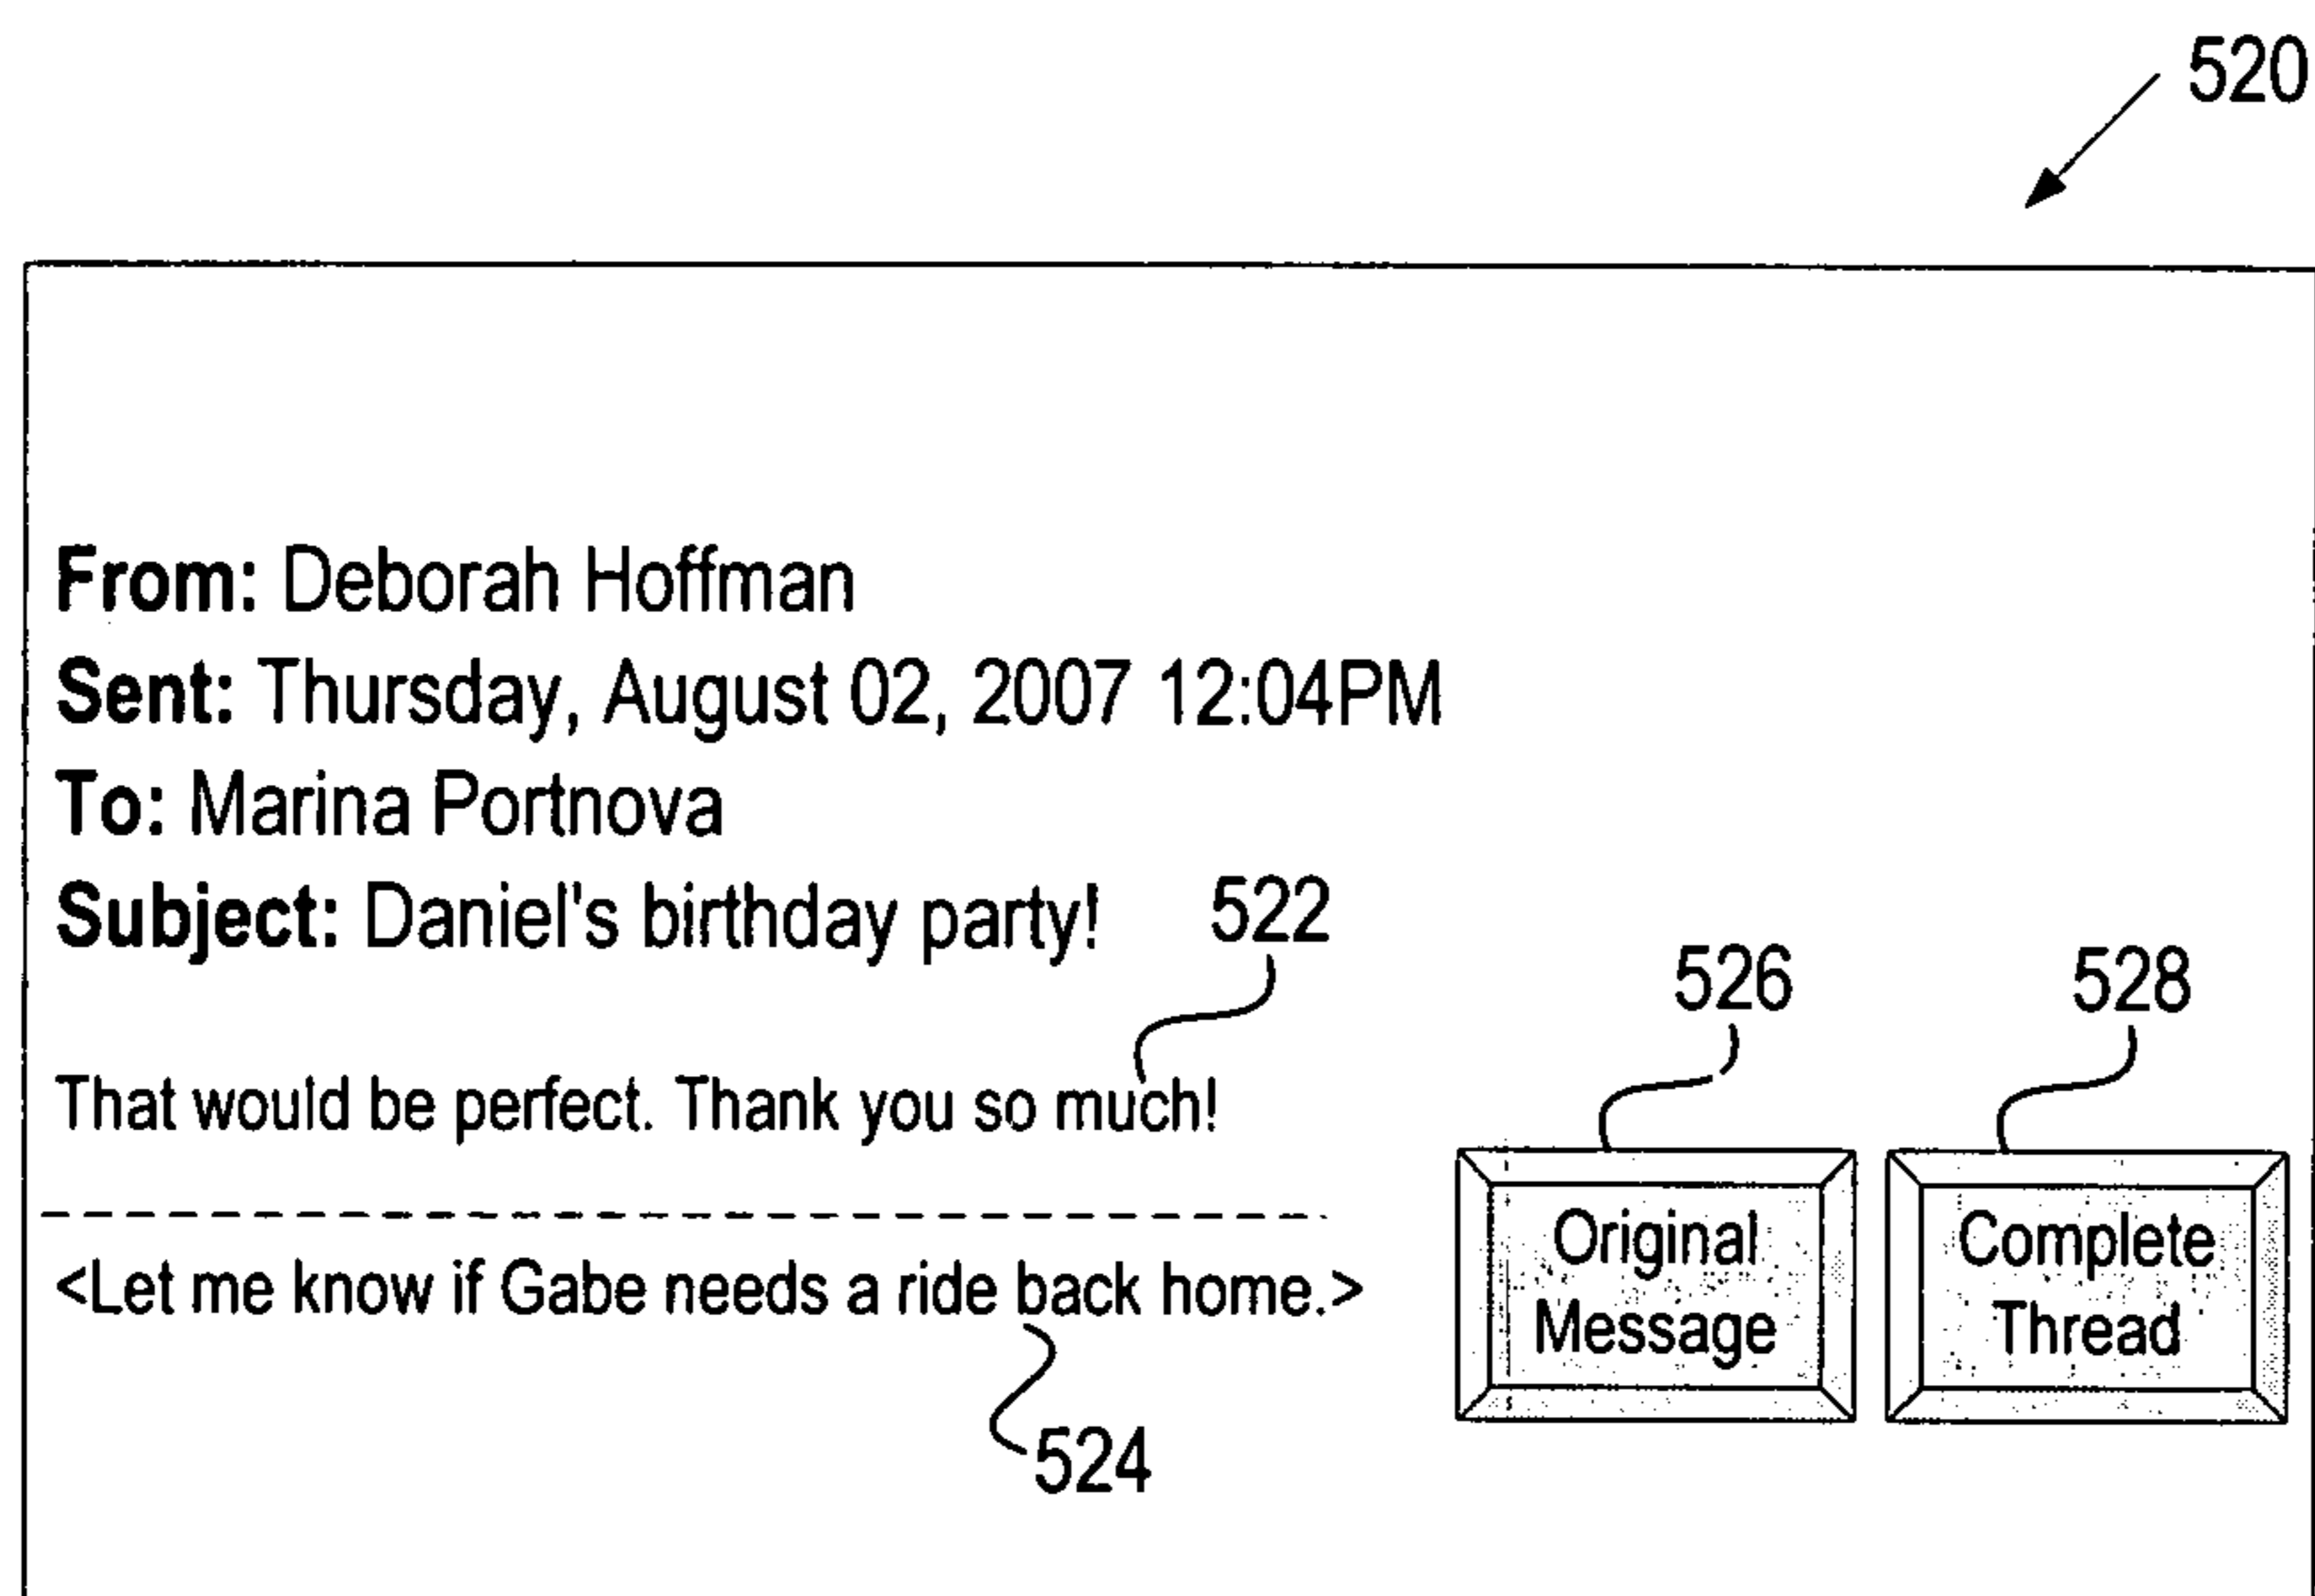 520
From: Deborah Hoffman
Sent: Thursday, August 02, 2007 12:04PM
To: Marina Portnova
Subject: Daniel's birthday party!
522
526
528
That would be perfect. Thank you so much!
<Let me know if Gabe needs a ride back home.>
Original
Message
Complete
Thread
524